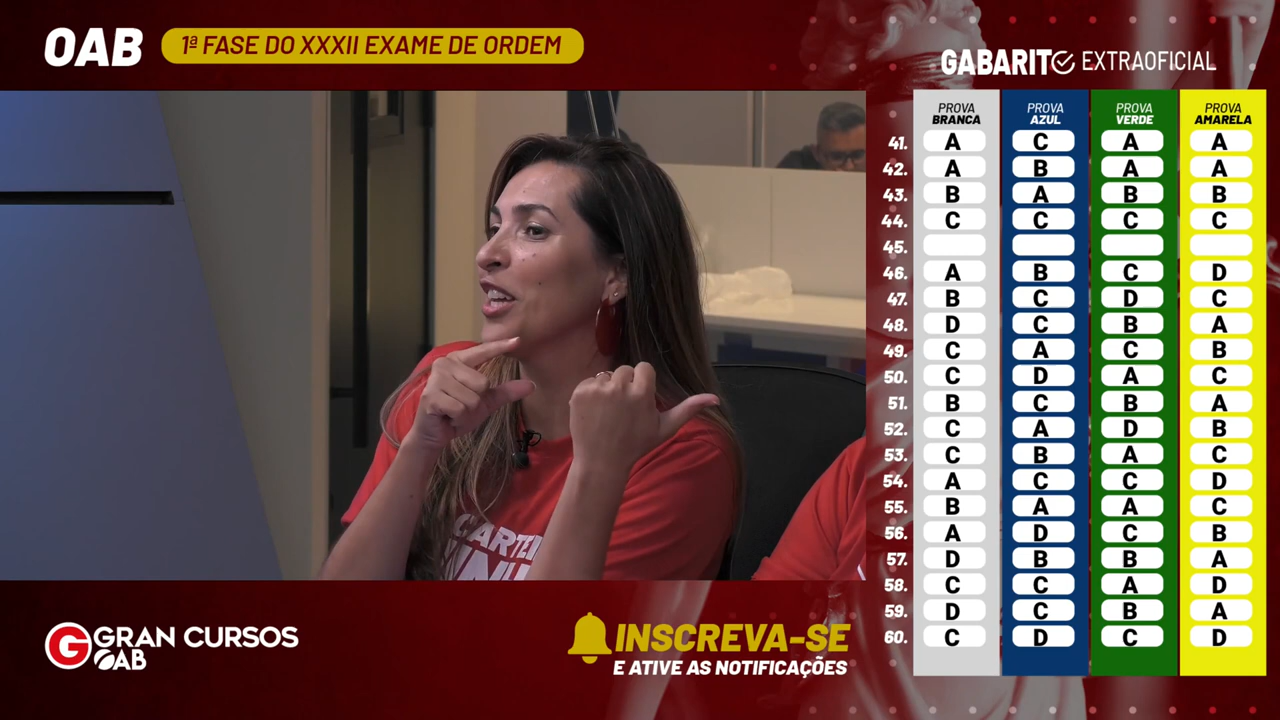 OAB
1ª FASE DO XXXII EXAME DE ORDEM
GABARITO EXTRAOFICIAL
PROVA BRANCA PROVA AZUL PROVA VERDE PROVA AMARELA
41. A C A A
42. A B A A
43. B A B B
44. C C C C
45.
46. A B C D
47. B C D C
48. D C B A
49. C A C B
50. C D A C
51. B C B A
52. C A D B
53. C B A C
54. A C C D
55. B A A C
56. A D C B
57. D B B A
58. C C A D
59. D C B A
60. C D C D
GRAN CURSOS
OAB
INSCREVA-SE
E ATIVE AS NOTIFICAÇÕES